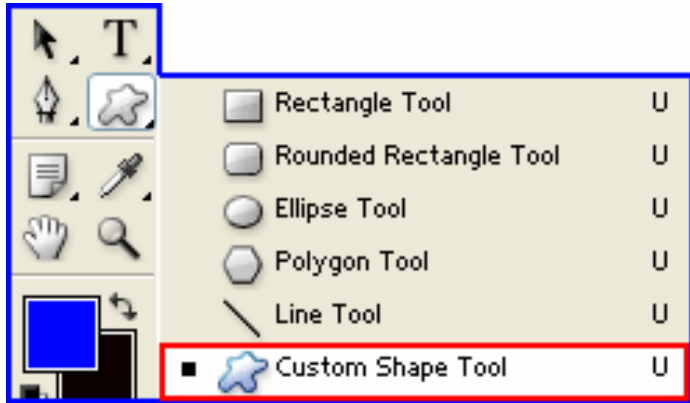 T
Rectangle Tool U
Rounded Rectangle Tool U
Ellipse Tool U
Polygon Tool U
Line Tool U
Custom Shape Tool U